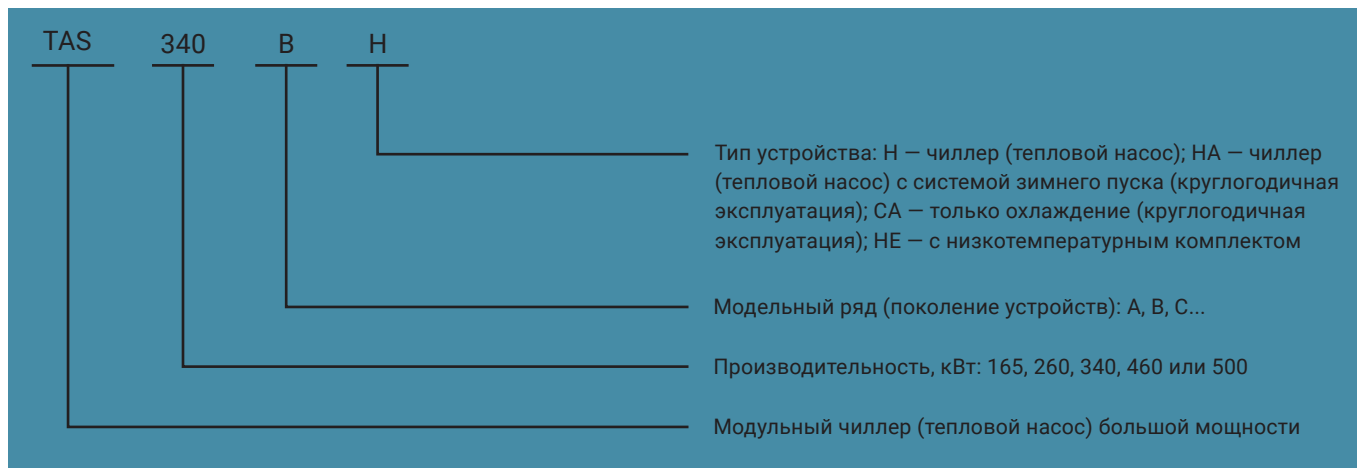 TAS 340 B H
Тип устройства: H — чиллер (тепловой насос); HA — чиллер
(тепловой насос) с системой зимнего пуска (круглогодичная
эксплуатация); CA — только охлаждение (круглогодичная
эксплуатация); HE — с низкотемпературным комплектом
Модельный ряд (поколение устройств): A, B, C...
Производительность, кВт: 165, 260, 340, 460 или 500
Модульный чиллер (тепловой насос) большой мощности